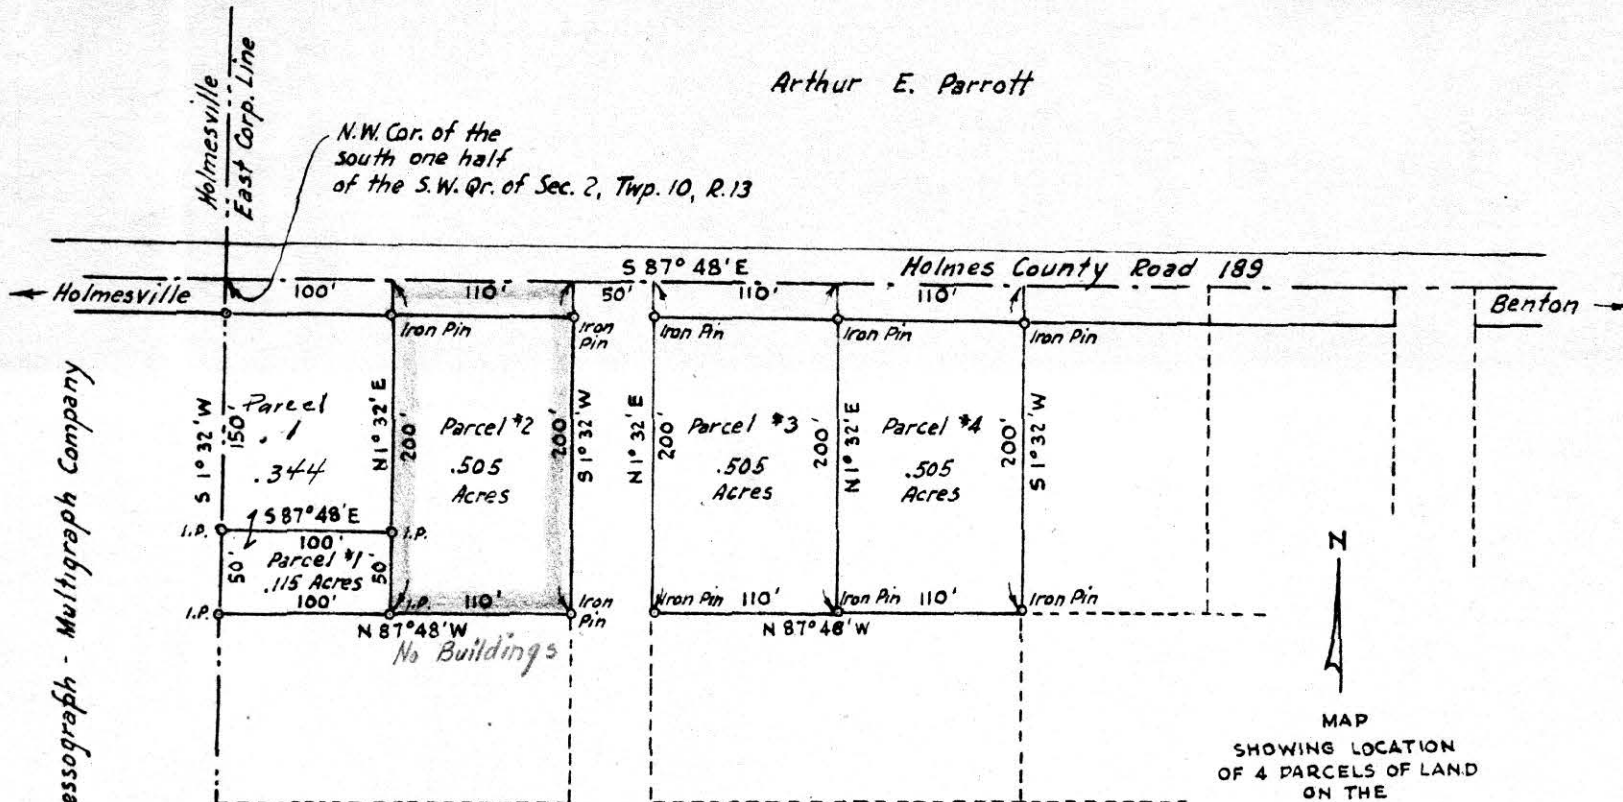 Arthur E. Parrott
Holmesville
East Corp. Line
N.W. Cor. of the
south one half
of the S.W. Qr. of Sec. 2, Twp. 10, R.13
S 87° 48' E
Holmes County Road 189
← Holmesville
100'
110'
50'
110'
110'
Benton →
Iron Pin
Iron
Pin
Iron Pin
Iron Pin
Iron Pin
S 1° 32' W
150'
Parcel
.1
.344
N 1° 32' E
200'
Parcel #2
.505
Acres
200'
S 1° 32' W
N 1° 32' E
200'
Parcel #3
.505
Acres
200'
N 1° 32' E
Parcel #4
.505
Acres
200'
S 1° 32' W
S 87° 48' E
I.P.
100'
I.P.
50'
Parcel #1
.115 Acres
50'
I.P.
100'
I.P.
110'
Iron
Pin
Iron Pin
110'
Iron Pin
110'
Iron Pin
N 87° 48' W
N 87° 48' W
No Buildings
essograph - Multigraph Company
N
MAP
SHOWING LOCATION
OF 4 PARCELS OF LAND
ON THE